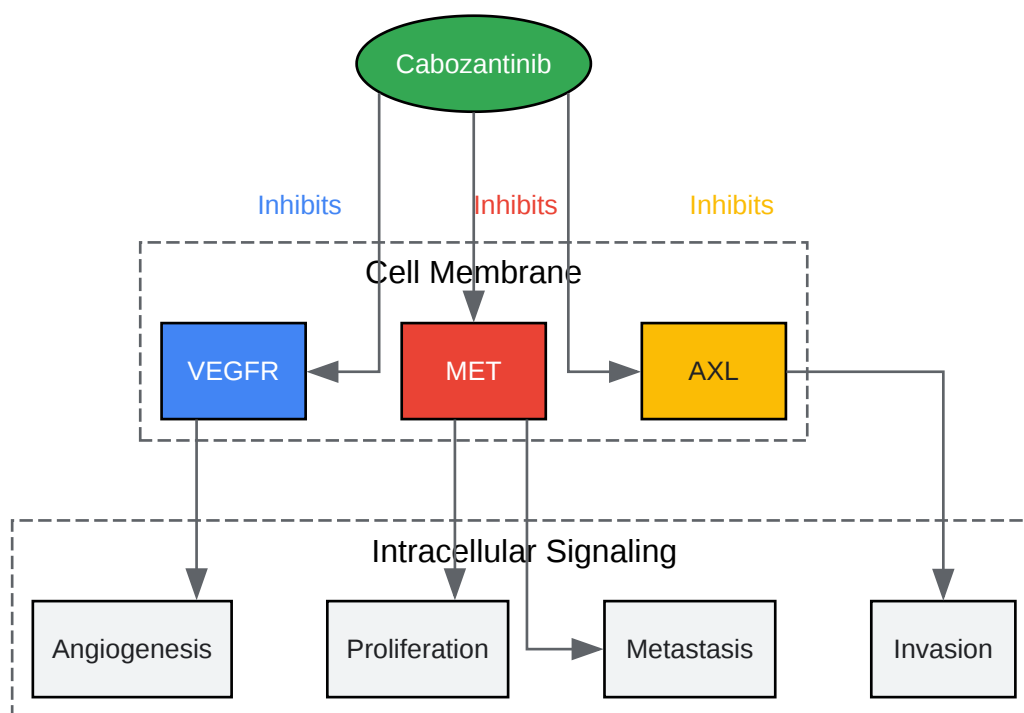 Cabozantinib
Inhibits
Inhibits
Inhibits
Cell Membrane
VEGFR
MET
AXL
Intracellular Signaling
Angiogenesis
Proliferation
Metastasis
Invasion